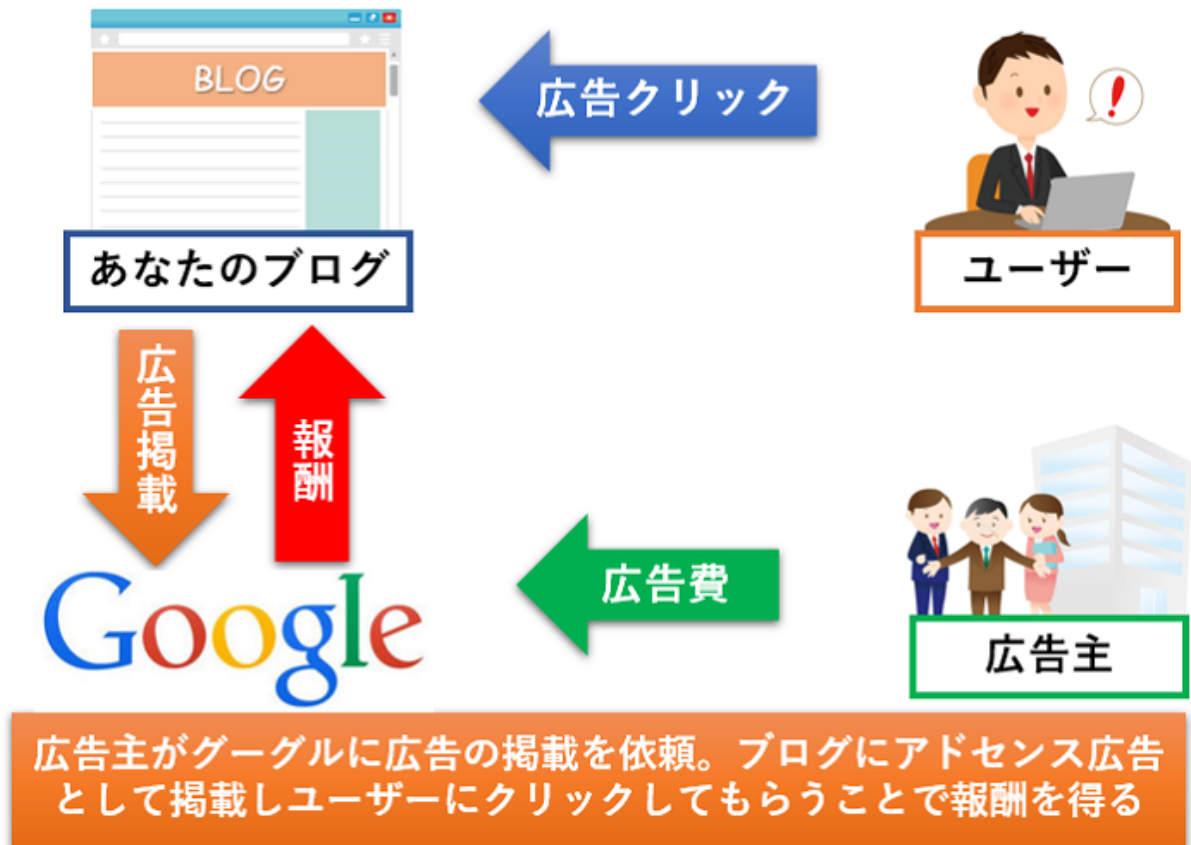 BLOG
広告クリック
あなたのブログ
ユーザー
広告掲載
報酬
Google
広告費
広告主
広告主がグーグルに広告の掲載を依頼。ブログにアドセンス広告
として掲載しユーザーにクリックしてもらうことで報酬を得る